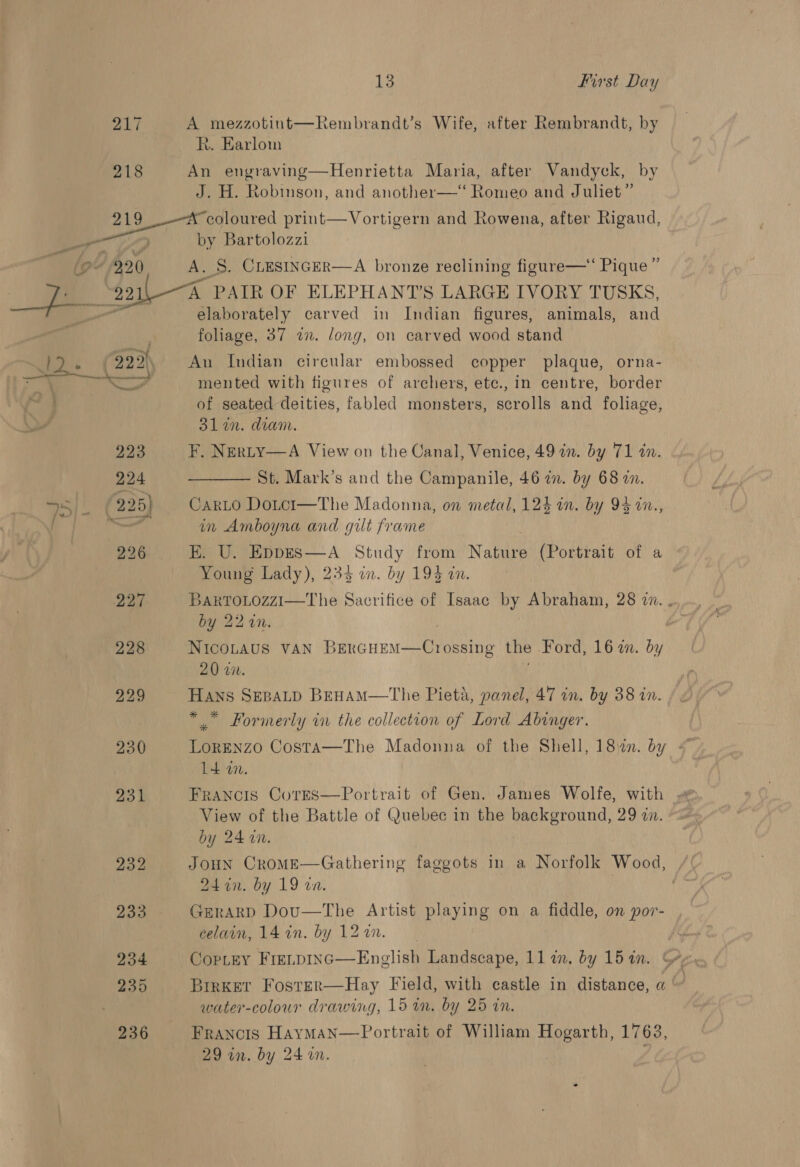 13 First Day
217 A mezzotint—Rembrandt's Wife, after Rembrandt, by
R. Earlom
218 An engraving—Henrietta Maria, after Vandyck, by
J. H. Robinson, and another—“Romeo and Juliet”
219 A coloured print—Vortigern and Rowena, after Rigaud,
by Bartolozzi
220 A. S. CLESINGER—A bronze reclining figure—“Pique”
221 A PAIR OF ELEPHANT'S LARGE IVORY TUSKS,
elaborately carved in Indian figures, animals, and
foliage, 37 in. long, on carved wood stand
12 222 An Indian circular embossed copper plaque, orna-
mented with figures of archers, etc., in centre, border
of seated deities, fabled monsters, scrolls and foliage,
31 in. diam.
223 F. NERLY—A View on the Canal, Venice, 49 in. by 71 in.
224 ——— St. Mark's and the Campanile, 46 in. by 68 in.
225 CARLO DOLCI—The Madonna, on metal, 12½ in. by 9½ in.,
in Amboyna and gilt frame
226 E. U. EDDES—A Study from Nature (Portrait of a
Young Lady), 23½ in. by 19½ in.
227 BARTOLOZZI—The Sacrifice of Isaac by Abraham, 28 in.
by 22 in.
228 NICOLAUS VAN BERGHEM—Crossing the Ford, 16 in. by
20 in.
229 HANS SEBALD BEHAM—The Pietà, panel, 47 in. by 38 in.
*** Formerly in the collection of Lord Abinger.
230 LORENZO COSTA—The Madonna of the Shell, 18 in. by
14 in.
231 FRANCIS COTES—Portrait of Gen. James Wolfe, with
View of the Battle of Quebec in the background, 29 in.
by 24 in.
232 JOHN CROME—Gathering faggots in a Norfolk Wood,
24 in. by 19 in.
233 GERARD DOU—The Artist playing on a fiddle, on por-
celain, 14 in. by 12 in.
234 COPLEY FIELDING—English Landscape, 11 in. by 15 in.
235 BIRKET FOSTER—Hay Field, with castle in distance, a
water-colour drawing, 15 in. by 25 in.
236 FRANCIS HAYMAN—Portrait of William Hogarth, 1763,
29 in. by 24 in.